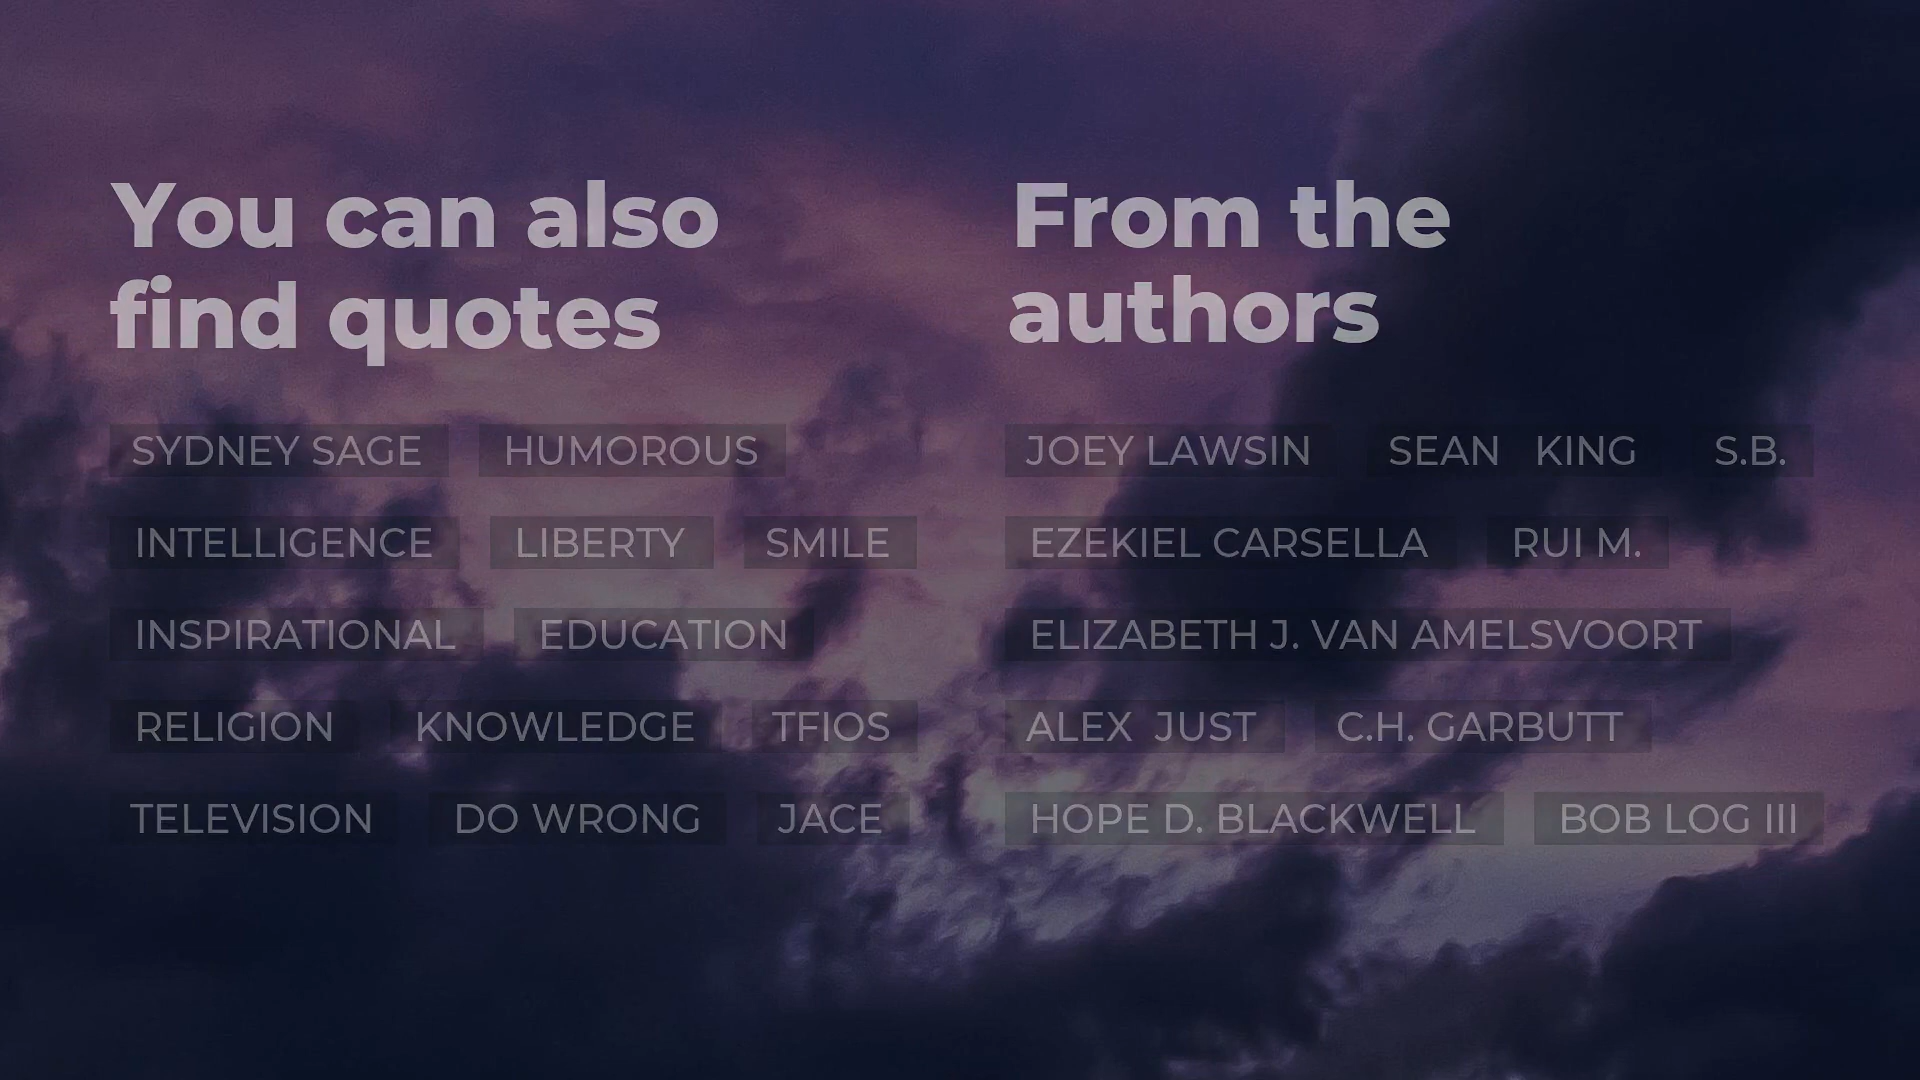 You can also
find quotes
SYDNEY SAGE HUMOROUS
INTELLIGENCE LIBERTY SMILE
INSPIRATIONAL EDUCATION
RELIGION KNOWLEDGE TFIOS
TELEVISION DO WRONG JACE
From the
authors
JOEY LAWSIN SEAN KING S.B.
EZEKIEL CARSELLA RUI M.
ELIZABETH J. VAN AMELSVOORT
ALEX JUST C.H. GARBUTT
HOPE D. BLACKWELL BOB LOG III